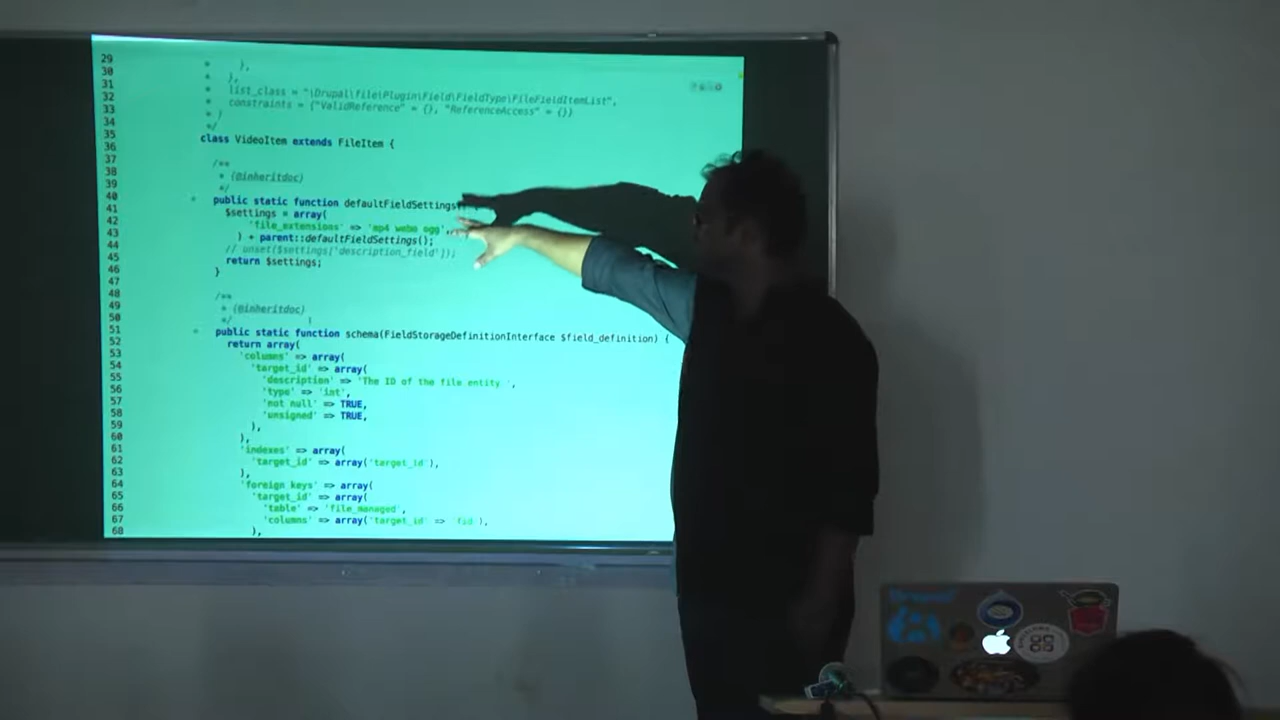 29
30 * },
31 * },
32 * list_class = "\Drupal\file\Plugin\Field\FieldType\FileFieldItemList",
33 * constraints = {"ValidReference" = {}, "ReferenceAccess" = {}}
34 * )
35 */
36 class VideoItem extends FileItem {
37
38 /**
39 * {@inheritdoc}
40 */
41 public static function defaultFieldSettings
42 $settings = array(
43 'file_extensions' => 'mp4 webm ogg',
44 ) + parent::defaultFieldSettings();
45 // unset($settings['description_field']);
46 return $settings;
47 }
48
49 /**
50 * {@inheritdoc}
51 */
52 public static function schema(FieldStorageDefinitionInterface $field_definition) {
53 return array(
54 'columns' => array(
55 'target_id' => array(
56 'description' => 'The ID of the file entity.',
57 'type' => 'int',
58 'not null' => TRUE,
59 'unsigned' => TRUE,
60 ),
61 ),
62 'indexes' => array(
63 'target_id' => array('target_id'),
64 ),
65 'foreign keys' => array(
66 'target_id' => array(
67 'table' => 'file_managed',
68 'columns' => array('target_id' => 'fid'),
),
Drupal